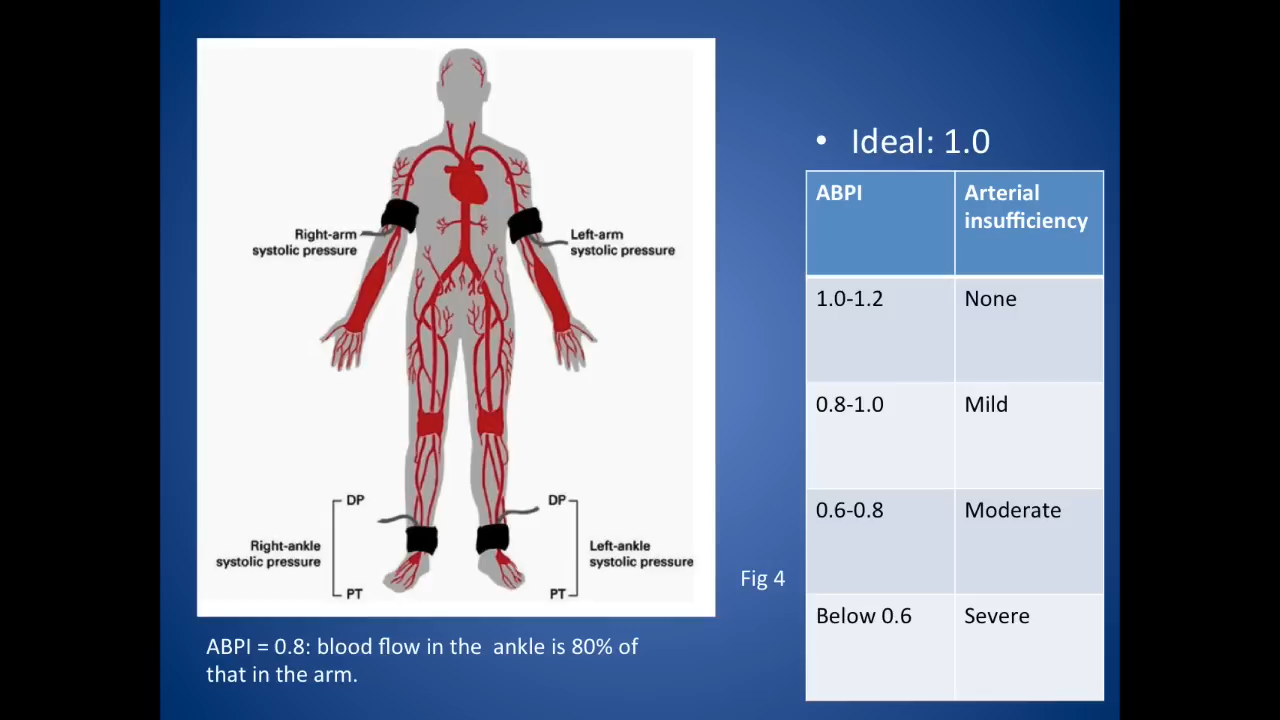 Right-arm
systolic pressure
Left-arm
systolic pressure
DP
DP
Right-ankle
systolic pressure
Left-ankle
systolic pressure
PT
PT
ABPI = 0.8: blood flow in the ankle is 80% of
that in the arm.
Fig 4
• Ideal: 1.0
ABPI Arterial
insufficiency
1.0-1.2 None
0.8-1.0 Mild
0.6-0.8 Moderate
Below 0.6 Severe